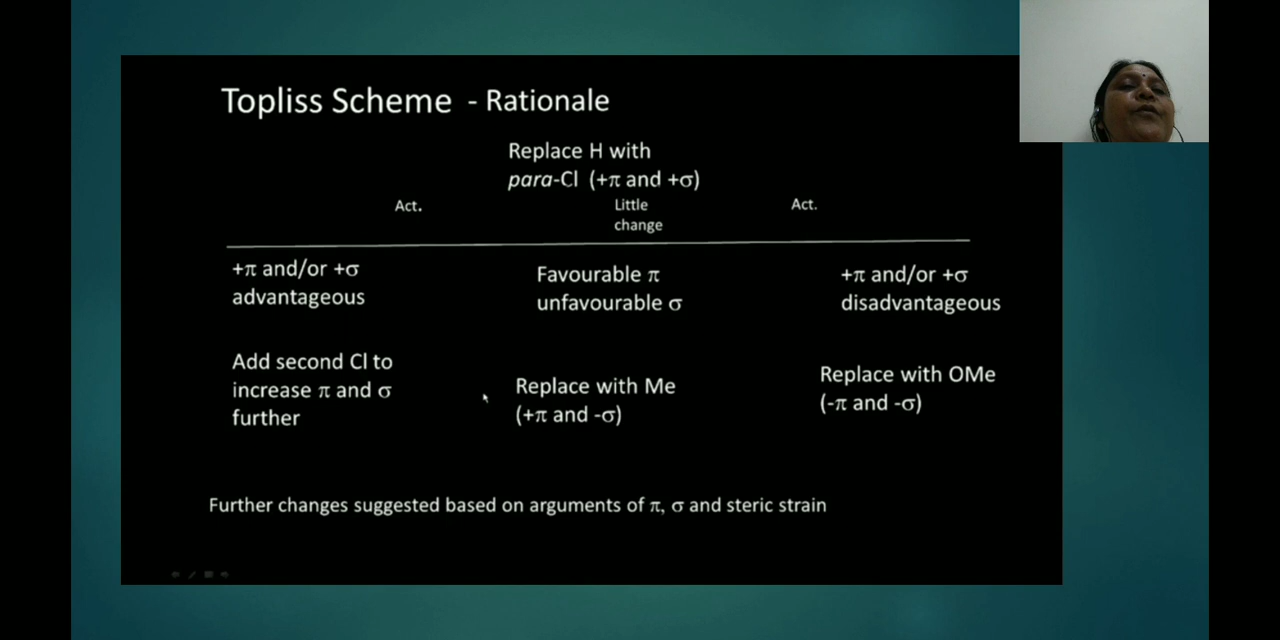 Topliss Scheme - Rationale
Replace H with
para-Cl (+π and +σ)
Act.
Little
change
Act.
+π and/or +σ
advantageous
Favourable π
unfavourable σ
+π and/or +σ
disadvantageous
Add second Cl to
increase π and σ
further
Replace with Me
(+π and -σ)
Replace with OMe
(-π and -σ)
Further changes suggested based on arguments of π, σ and steric strain